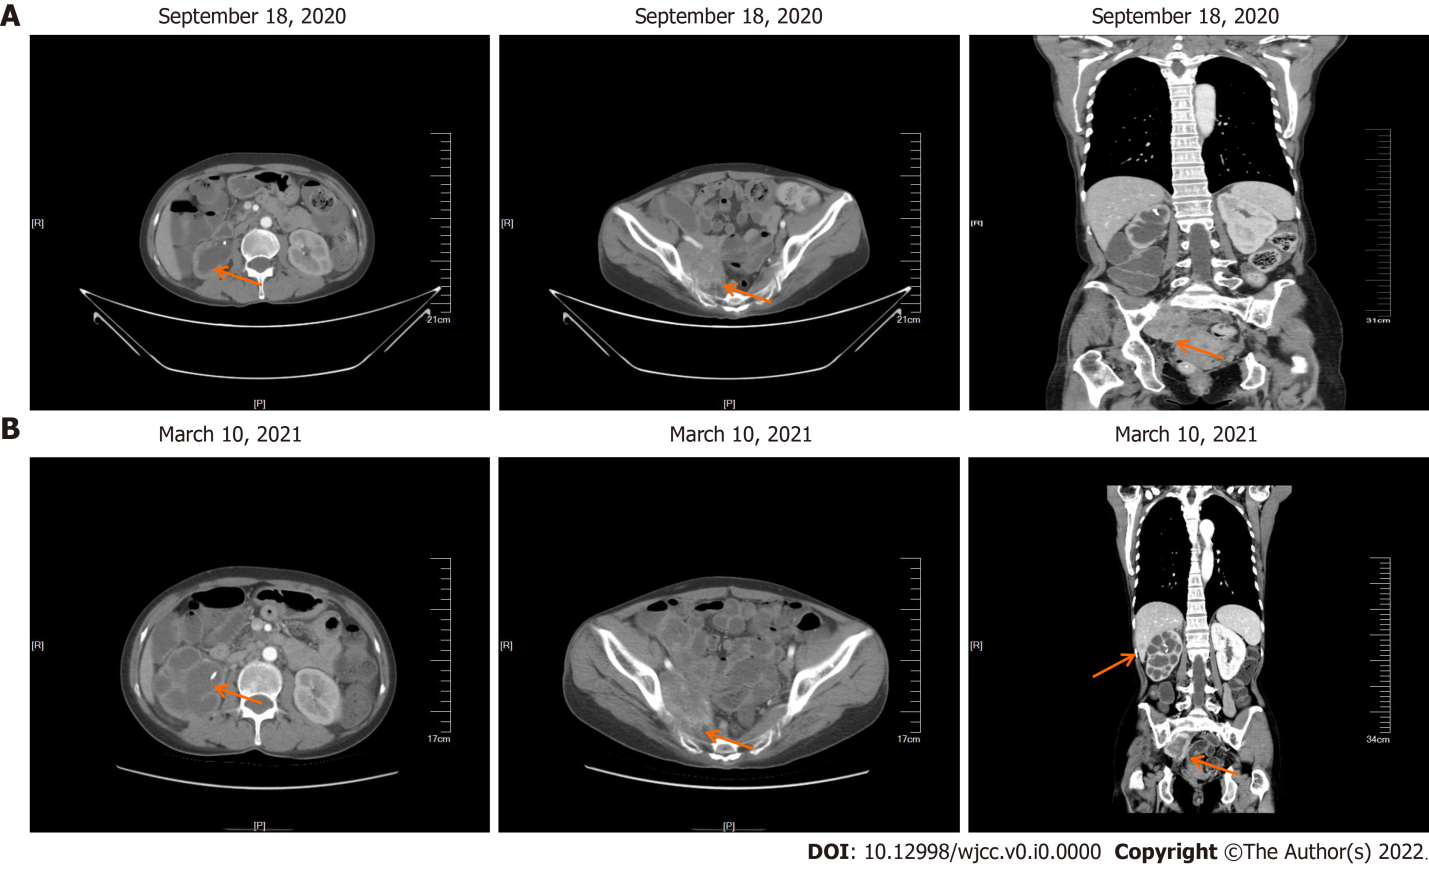 A
September 18, 2020
September 18, 2020
September 18, 2020
[R]
21cm
[P]
[R]
21cm
[P]
[R]
31cm
B
March 10, 2021
March 10, 2021
March 10, 2021
[R]
17cm
[P]
[R]
17cm
[P]
[R]
34cm
DOI: 10.12998/wjcc.v0.i0.0000 Copyright ©The Author(s) 2022.